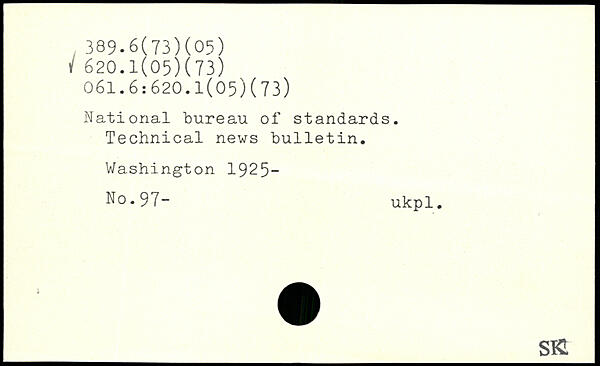 389.6(73)(05)
✓ 620.1(05)(73)
061.6:620.1(05)(73)
National bureau of standards.
Technical news bulletin.
Washington 1925-
No.97-
ukpl.
SK